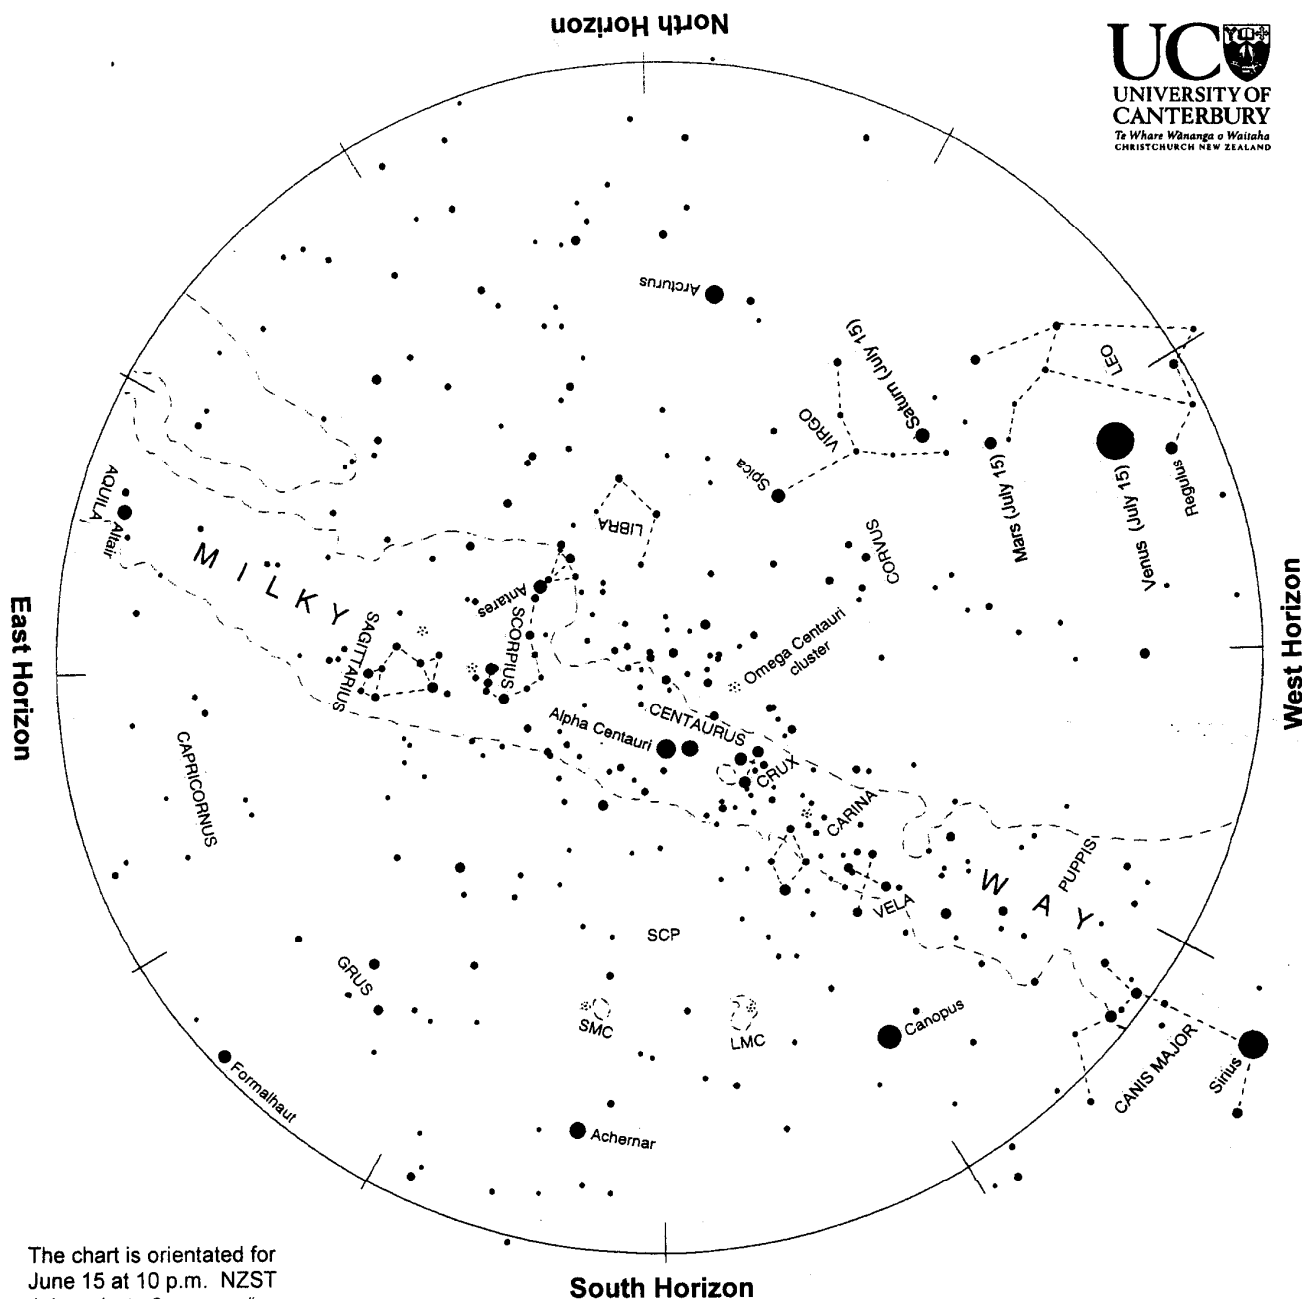 North Horizon
UC
UNIVERSITY OF
CANTERBURY
Te Whare Wānanga o Waitaha
CHRISTCHURCH NEW ZEALAND
Arcturus
Saturn (July 15)
LEO
VIRGO
Spica
Mars (July 15)
Venus (July 15)
Regulus
AQUILA
Altair
LIBRA
CORVUS
MILKY
Antares
SCORPIUS
SAGITTARIUS
Omega Centauri
cluster
East Horizon
West Horizon
Alpha Centauri
CENTAURUS
CRUX
CAPRICORNUS
CARINA
PUPPIS
WAY
VELA
SCP
GRUS
SMC
LMC
Canopus
CANIS MAJOR
Sirius
Formalhaut
Achernar
The chart is orientated for
June 15 at 10 p.m. NZST
South Horizon